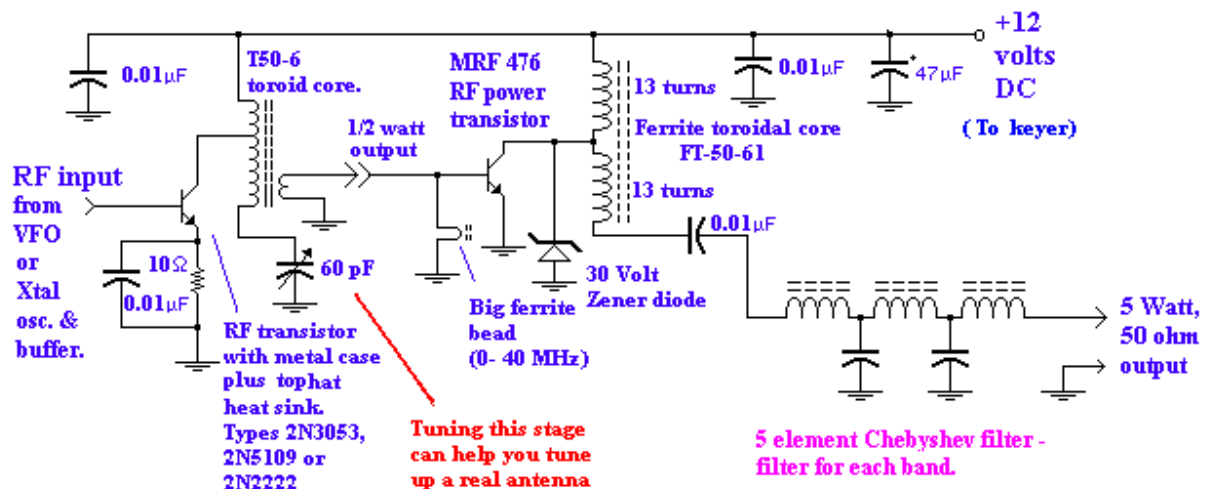 0.01µF
T50-6
toroid core.
1/2 watt
output
MRF 476
RF power
transistor
13 turns
Ferrite toroidal core
FT-50-61
13 turns
0.01µF
47µF
+12
volts
DC
( To keyer)
RF input
from
VFO
or
Xtal
osc. &
buffer.
10Ω
0.01µF
60 pF
RF transistor
with metal case
plus tophat
heat sink.
Types 2N3053,
2N5109 or
2N2222
Tuning this stage
can help you tune
up a real antenna
Big ferrite
bead
(0- 40 MHz)
30 Volt
Zener diode
0.01µF
5 Watt,
50 ohm
output
5 element Chebyshev filter -
filter for each band.